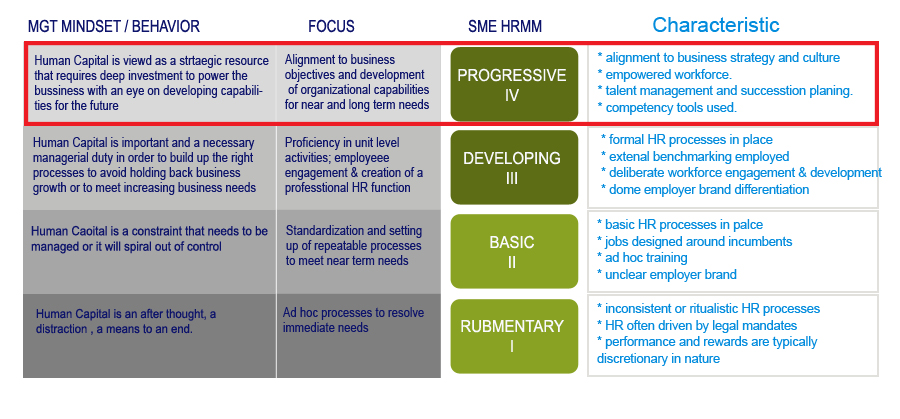 MGT MINDSET / BEHAVIOR
FOCUS
SME HRMM
Characteristic
Human Capital is viewd as a strtaegic resource
that requires deep investment to power the
bussiness with an eye on developing capabili-
ties for the future
Alignment to business
objectives and development
of organizational capabilities
for near and long term needs
PROGRESSIVE
IV
* alignment to business strategy and culture
* empowered workforce.
* talent management and successtion planing.
* competency tools used.
Human Capital is important and a necessary
managerial duty in order to build up the right
processes to avoid holding back business
growth or to meet increasing business needs
Proficiency in unit level
activities; employeee
engagement & creation of a
professtional HR function
DEVELOPING
III
* formal HR processes in place
* extenal benchmarking employed
* deliberate workforce engagement & development
* dome employer brand differentiation
Human Caoital is a constraint that needs to be
managed or it will spiral out of control
Standardization and setting
up of repeatable processes
to meet near term needs
BASIC
II
* basic HR processes in palce
* jobs designed around incumbents
* ad hoc training
* unclear employer brand
Human Capital is an after thought, a
distraction , a means to an end.
Ad hoc processes to resolve
immediate needs
RUBMENTARY
I
* inconsistent or ritualistic HR processes
* HR often driven by legal mandates
* performance and rewards are typically
discretionary in nature